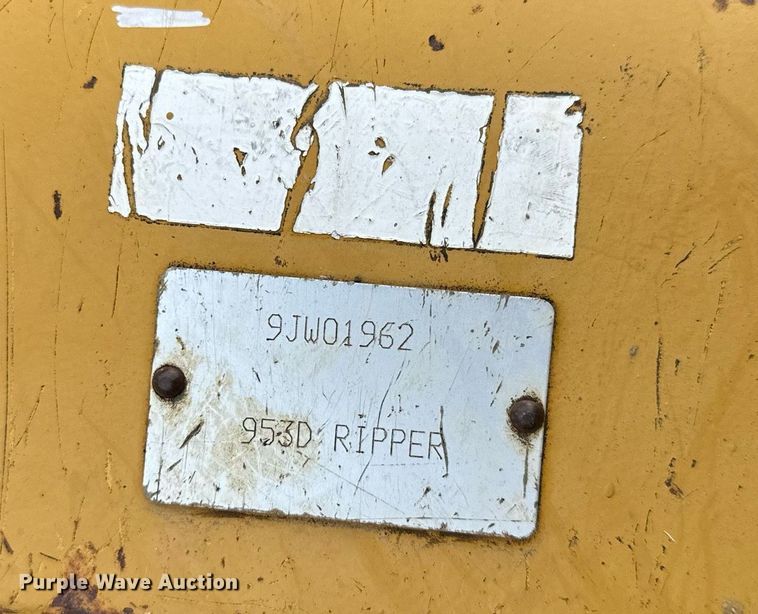 9JW01962
953D RIPPER
Purple Wave Auction